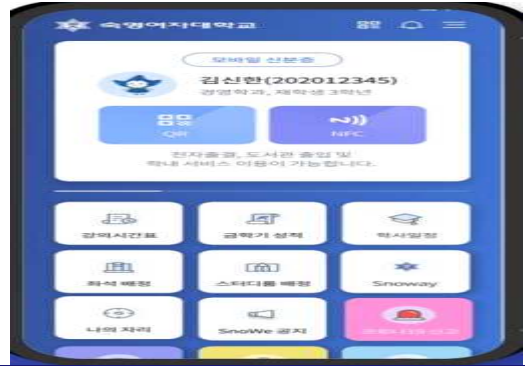 숙명여자대학교
모바일 신분증
김신한(202012345)
경영학과, 재학생 3학년
QR
NFC
전자출결, 도서관 출입 및
학내 서비스 이용이 가능합니다.
강의시간표
금학기 성적
학사일정
좌석 배정
스터디룸 배정
Snoway
나의 자리
SnoWe 공지